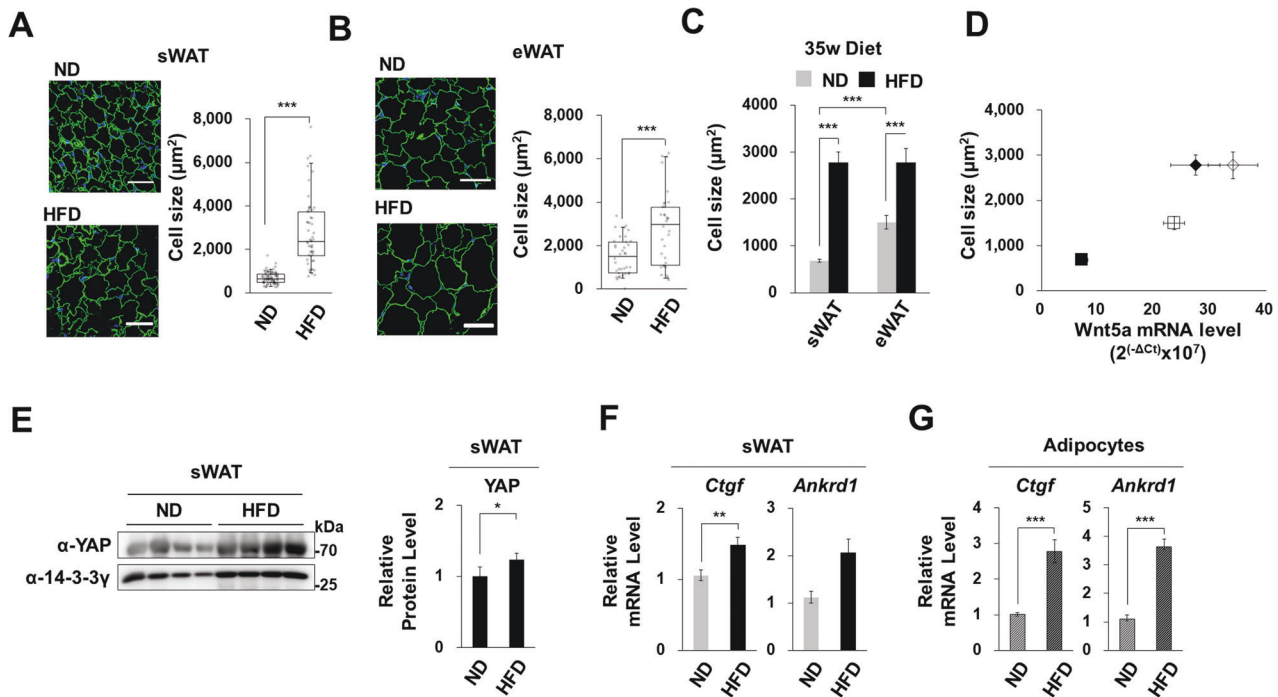 A
sWAT
ND
HFD
Cell size (µm²)
8,000
6,000
4,000
2,000
0
***
ND
HFD
B
eWAT
ND
HFD
Cell size (µm²)
8,000
6,000
4,000
2,000
0
***
ND
HFD
C
35w Diet
ND
HFD
Cell size (µm²)
4000
3000
2000
1000
0
***
***
***
sWAT
eWAT
D
Cell size (µm²)
4,000
3,000
2,000
1,000
0
0
10
20
30
40
Wnt5a mRNA level
(2^(-ΔCt)x10⁷)
E
sWAT
ND
HFD
kDa
α-YAP
-70
α-14-3-3γ
-25
sWAT
YAP
Relative
Protein Level
2
1
0
*
ND
HFD
F
sWAT
Ctgf
Ankrd1
Relative
mRNA Level
2
1
0
**
ND
HFD
3
2
1
0
ND
HFD
G
Adipocytes
Ctgf
Ankrd1
Relative
mRNA Level
4
3
2
1
0
***
ND
HFD
5
4
3
2
1
0
***
ND
HFD